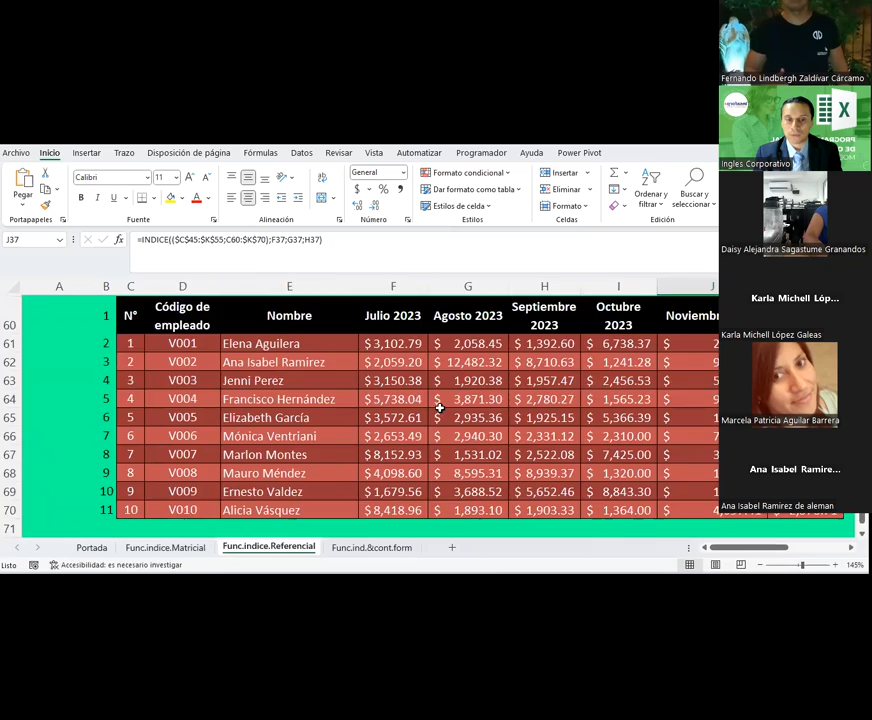 Fernando Lindbergh Zaldívar Cárcamo
Ingles Corporativo
Daisy Alejandra Sagastume Granandos
Karla Michell Lóp...
Karla Michell López Galeas
Marcela Patricia Aguilar Barrera
Ana Isabel Ramire...
Ana Isabel Ramirez de aleman
Archivo Inicio Insertar Trazo Disposición de página Fórmulas Datos Revisar Vista Automatizar Programador Ayuda Power Pivot
Pegar
Calibri 11
General
Formato condicional
Dar formato como tabla
Estilos de celda
Insertar
Eliminar
Formato
Ordenar y filtrar
Buscar y seleccionar
Portapapeles Fuente Alineación Número Estilos Celdas Edición
J37 fx =INDICE(($C$45:$K$55;C60:$K$70);F37;G37;H37)
A B C D E F G H I J
60 1 N° Código de empleado Nombre Julio 2023 Agosto 2023 Septiembre 2023 Octubre 2023 Noviemb
61 2 1 V001 Elena Aguilera $3,102.79 $ 2,058.45 $ 1,392.60 $ 6,738.37 $ 2
62 3 2 V002 Ana Isabel Ramirez $2,059.20 $ 12,482.32 $ 8,710.63 $ 1,241.28 $ 9
63 4 3 V003 Jenni Perez $3,150.38 $ 1,920.38 $ 1,957.47 $ 2,456.53 $ 5
64 5 4 V004 Francisco Hernández $5,738.04 $ 3,871.30 $ 2,780.27 $ 1,565.23 $ 9
65 6 5 V005 Elizabeth García $3,572.61 $ 2,935.36 $ 1,925.15 $ 5,366.39 $ 1
66 7 6 V006 Mónica Ventriani $2,653.49 $ 2,940.30 $ 2,331.12 $ 2,310.00 $ 7
67 8 7 V007 Marlon Montes $8,152.93 $ 1,531.02 $ 2,522.08 $ 7,425.00 $ 3
68 9 8 V008 Mauro Méndez $4,098.60 $ 8,595.31 $ 8,939.37 $ 1,320.00 $ 1
69 10 9 V009 Ernesto Valdez $1,679.56 $ 3,688.52 $ 5,652.46 $ 8,843.30 $ 1
70 11 10 V010 Alicia Vásquez $8,418.96 $ 1,893.10 $ 1,903.33 $ 1,364.00 $
71
Portada Func.indice.Matricial Func.indice.Referencial Func.ind.&cont.form
Listo Accesibilidad: es necesario investigar 145%